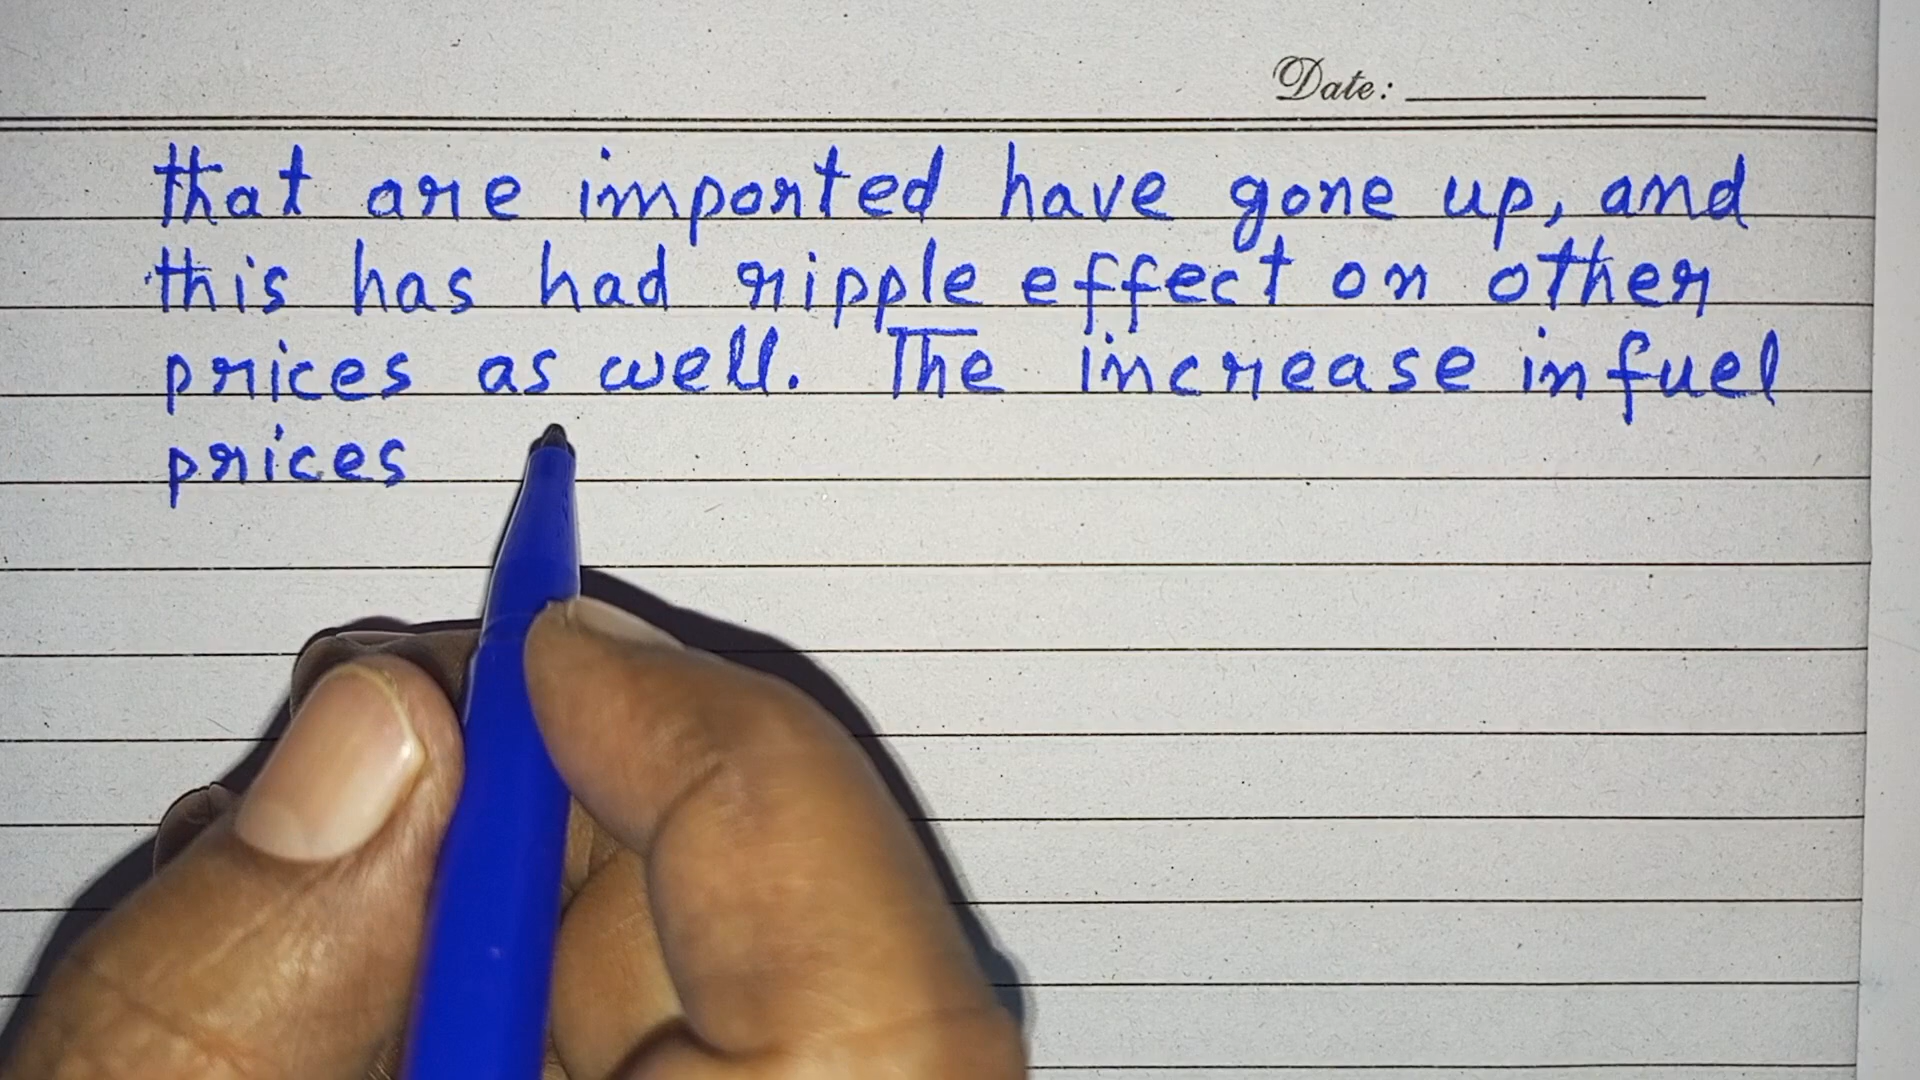 Date:
that are imported have gone up, and
this has had ripple effect on other
prices as well. The increase in fuel
prices